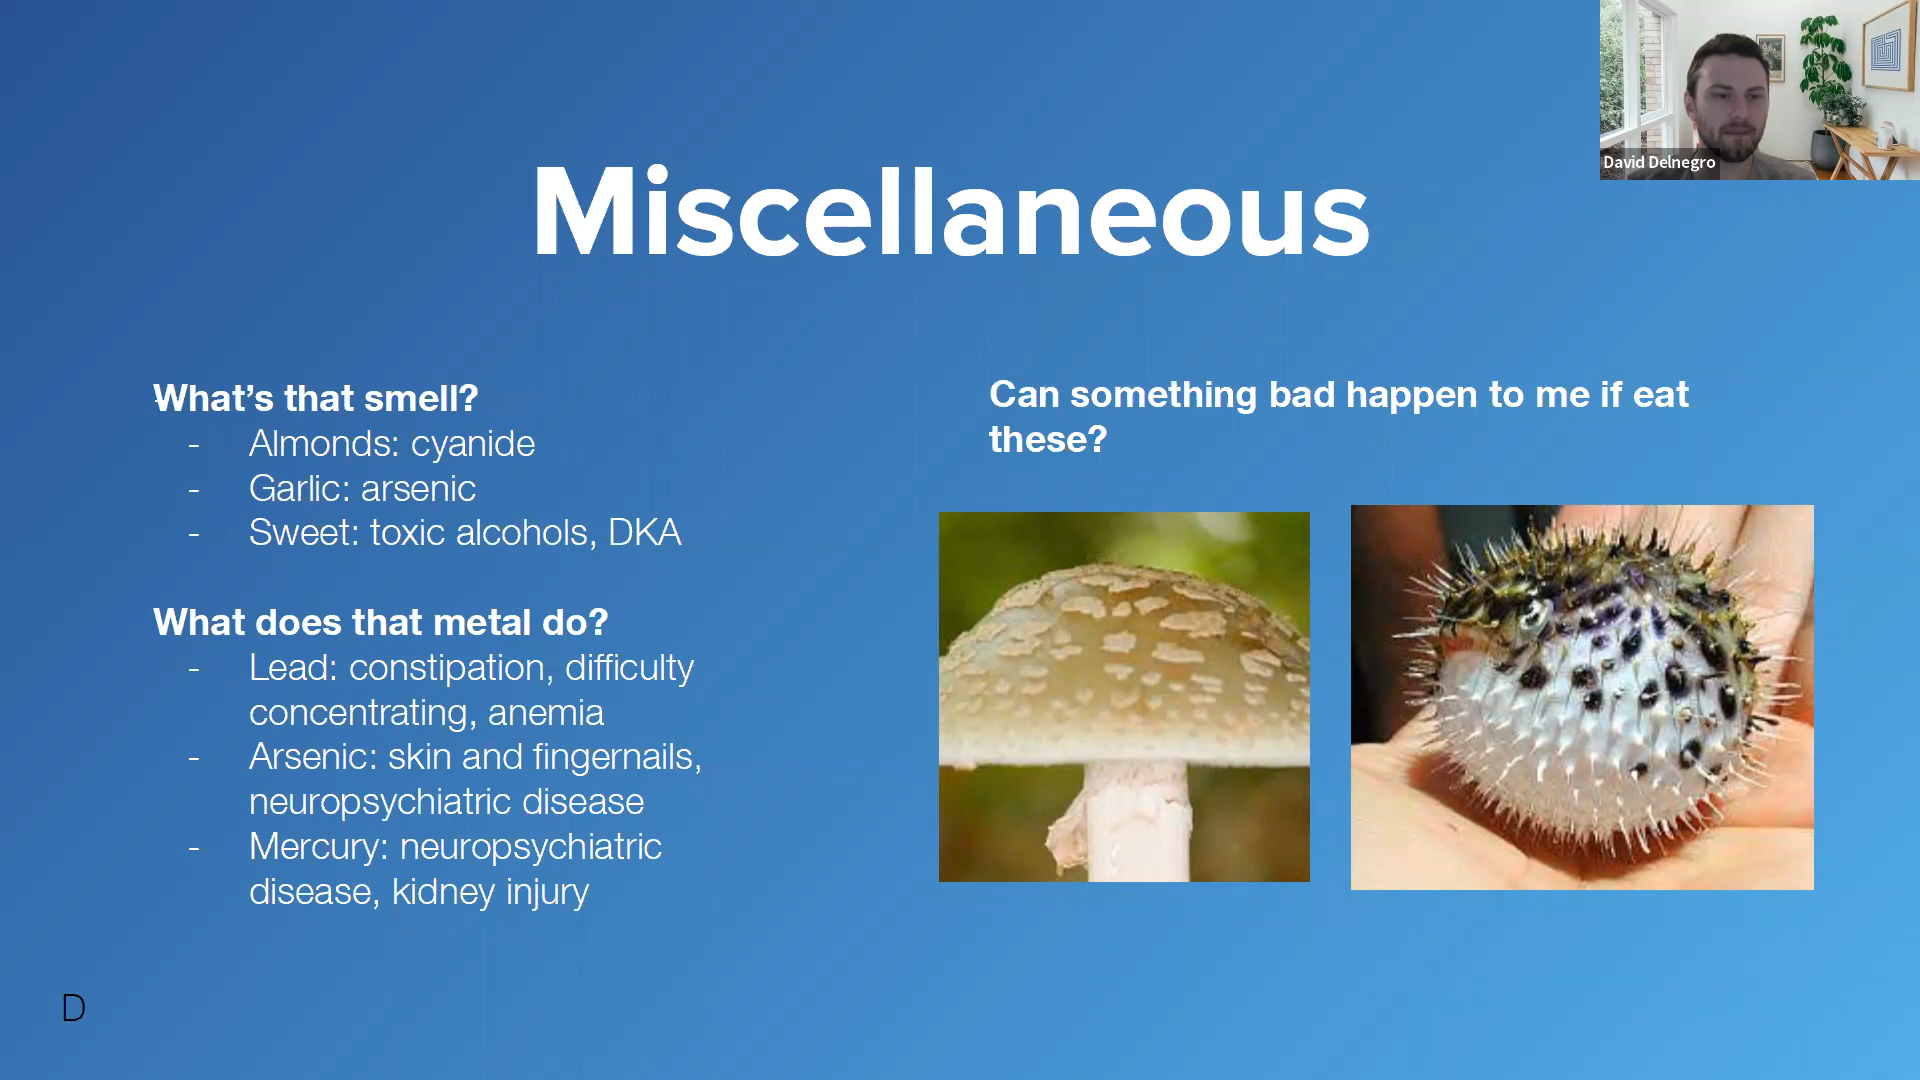 David Delnegro
Miscellaneous
What's that smell?
- Almonds: cyanide
- Garlic: arsenic
- Sweet: toxic alcohols, DKA
What does that metal do?
- Lead: constipation, difficulty
concentrating, anemia
- Arsenic: skin and fingernails,
neuropsychiatric disease
- Mercury: neuropsychiatric
disease, kidney injury
Can something bad happen to me if eat
these?
D